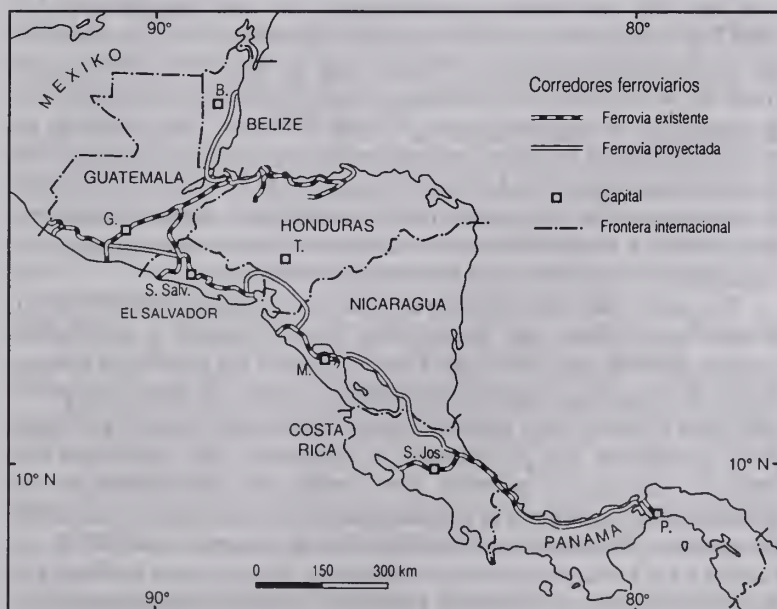 90°
80°
MEXIKO
B.
BELIZE
Corredores ferroviarios
Ferrovia existente
Ferrovia proyectada
Capital
Frontera internacional
GUATEMALA
G.
HONDURAS
T.
S. Salv.
EL SALVADOR
NICARAGUA
M.
COSTA
RICA
S. Jos.
10° N
10° N
PANAMA
P.
0 150 300 km
90°
80°